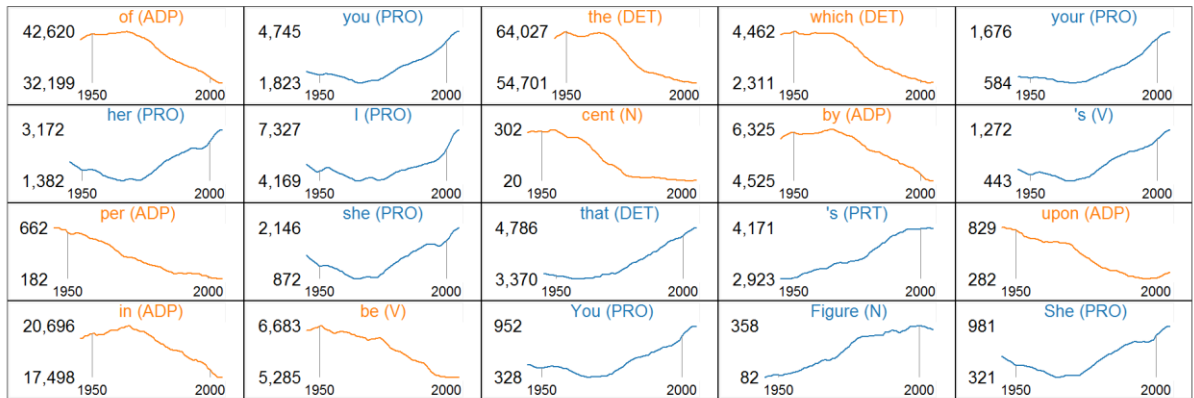 of (ADP) you (PRO) the (DET) which (DET) your (PRO)
42,620 4,745 64,027 4,462 1,676
32,199 1,823 54,701 2,311 584
1950 2000 1950 2000 1950 2000 1950 2000 1950 2000
her (PRO) I (PRO) cent (N) by (ADP) 's (V)
3,172 7,327 302 6,325 1,272
1,382 4,169 20 4,525 443
1950 2000 1950 2000 1950 2000 1950 2000 1950 2000
per (ADP) she (PRO) that (DET) 's (PRT) upon (ADP)
662 2,146 4,786 4,171 829
182 872 3,370 2,923 282
1950 2000 1950 2000 1950 2000 1950 2000 1950 2000
in (ADP) be (V) You (PRO) Figure (N) She (PRO)
20,696 6,683 952 358 981
17,498 5,285 328 82 321
1950 2000 1950 2000 1950 2000 1950 2000 1950 2000